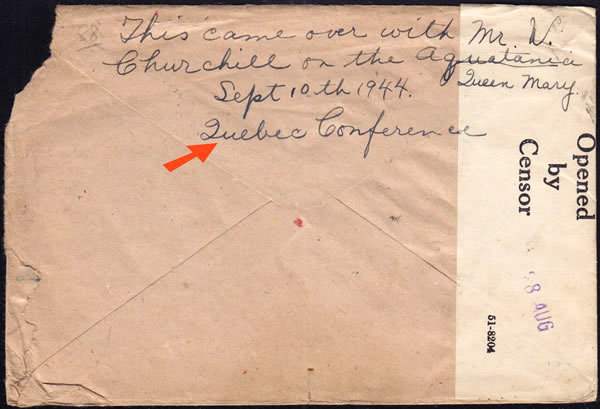 This came over with Mr. W.
Churchill on the Aquatania
Queen Mary
Sept 10th 1944.
Quebec Conference
Opened
by
Censor
8 AUG
51-8204